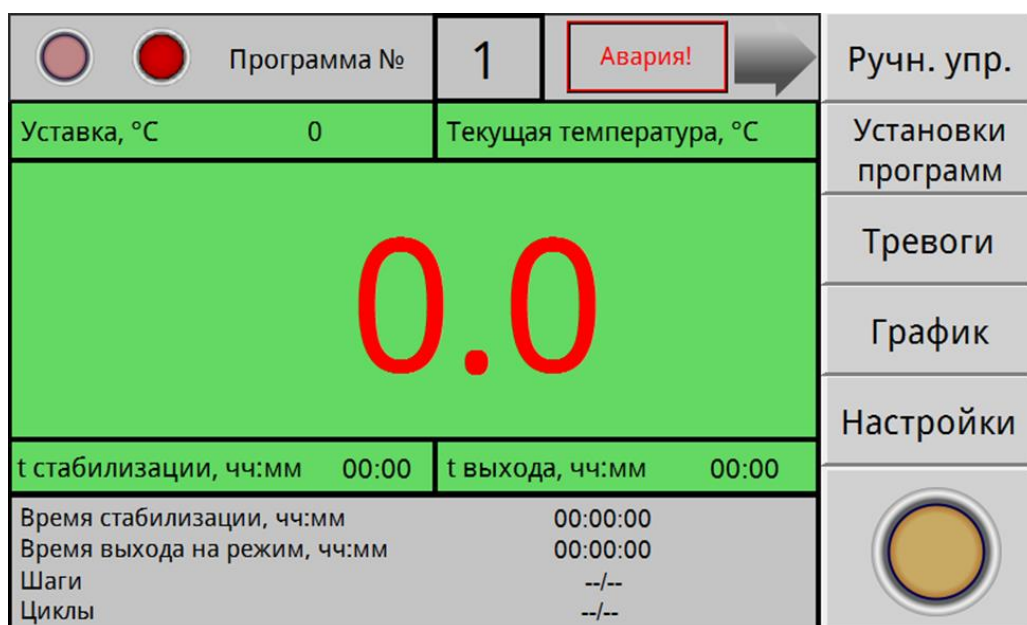 Программа № 1 Авария! Ручн. упр.
Уставка, °C 0 Текущая температура, °C
Установки
программ
0.0
Тревоги
График
Настройки
t стабилизации, чч:мм 00:00 t выхода, чч:мм 00:00
Время стабилизации, чч:мм 00:00:00
Время выхода на режим, чч:мм 00:00:00
Шаги --/--
Циклы --/--